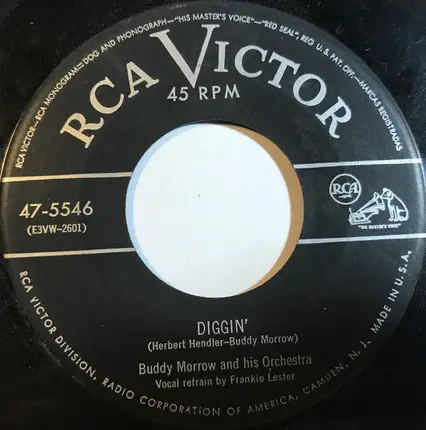 RCA VICTOR—RCA MONOGRAM—DOG AND PHONOGRAPH—"HIS MASTER'S VOICE"—"RED SEAL", REG U.S. PAT. OFF.—MARCAS REGISTRADAS
RCA VICTOR
45 RPM
47-5546
(E3VW-2601)
RCA
"HIS MASTER'S VOICE"
DIGGIN'
(Herbert Hendler-Buddy Morrow)
Buddy Morrow and his Orchestra
Vocal refrain by Frankie Lester
RCA VICTOR DIVISION, RADIO CORPORATION OF AMERICA, CAMDEN, N. J. MADE IN U.S.A.